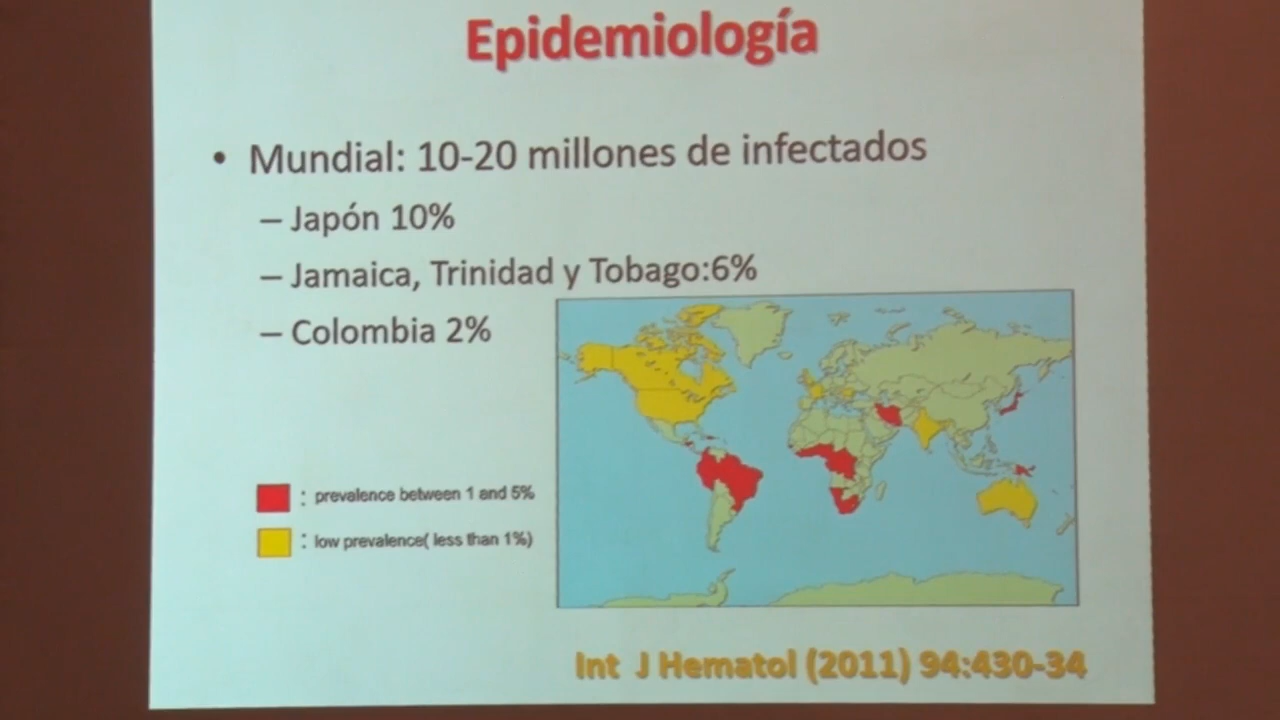 Epidemiología
• Mundial: 10-20 millones de infectados
– Japón 10%
– Jamaica, Trinidad y Tobago:6%
– Colombia 2%
: prevalence between 1 and 5%
: low prevalence( less than 1%)
Int J Hematol (2011) 94:430-34